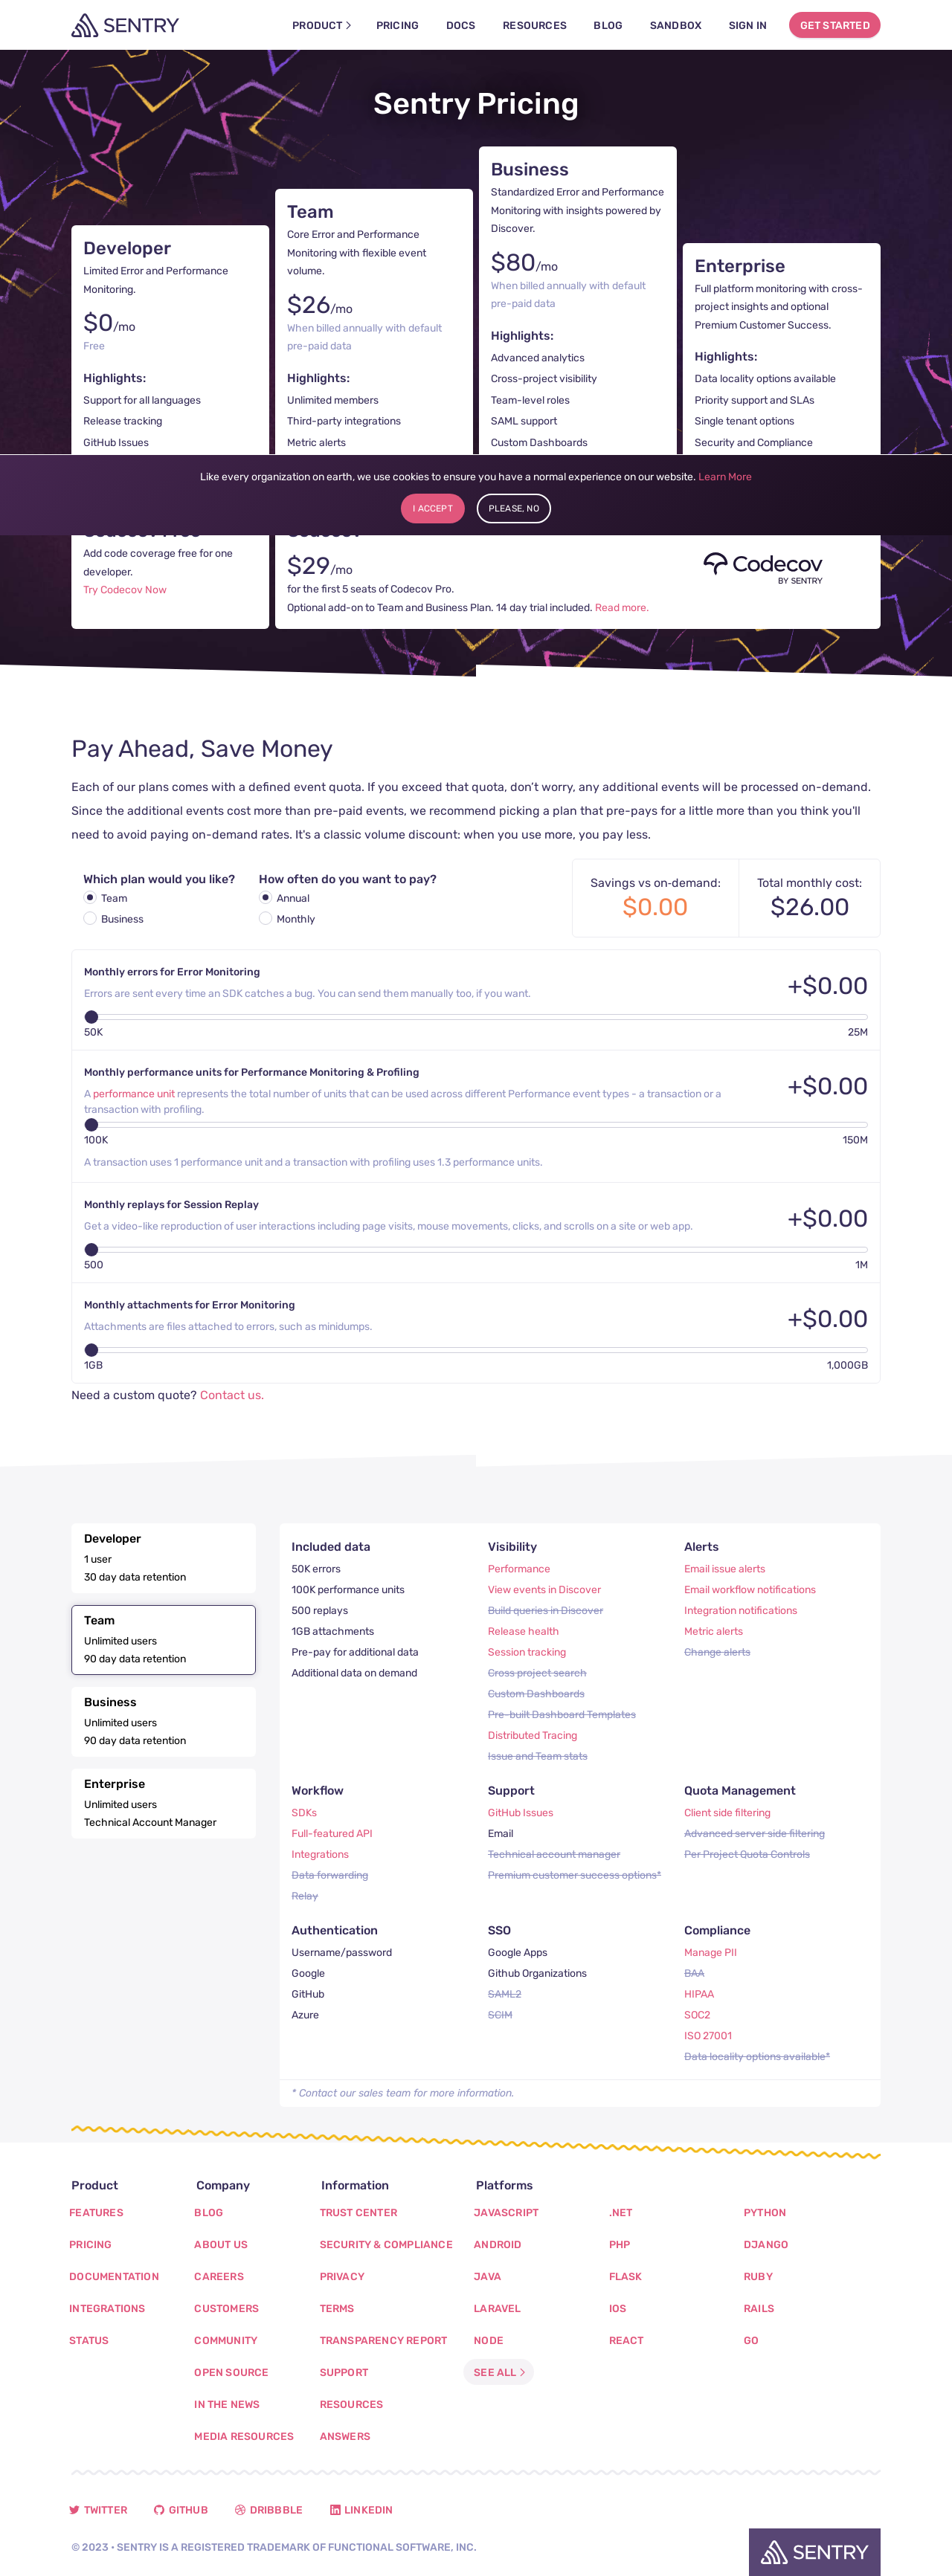 SENTRY
PRODUCT
PRICING
DOCS
RESOURCES
BLOG
SANDBOX
SIGN IN
GET STARTED
Sentry Pricing
Developer
Limited Error and Performance
Monitoring.
$0/mo
Free
Highlights:
Support for all languages
Release tracking
GitHub Issues
Team
Core Error and Performance
Monitoring with flexible event
volume.
$26/mo
When billed annually with default
pre-paid data
Highlights:
Unlimited members
Third-party integrations
Metric alerts
Business
Standardized Error and Performance
Monitoring with insights powered by
Discover.
$80/mo
When billed annually with default
pre-paid data
Highlights:
Advanced analytics
Cross-project visibility
Team-level roles
SAML support
Custom Dashboards
Enterprise
Full platform monitoring with cross-
project insights and optional
Premium Customer Success.
Highlights:
Data locality options available
Priority support and SLAs
Single tenant options
Security and Compliance
Like every organization on earth, we use cookies to ensure you have a normal experience on our website. Learn More
I ACCEPT
PLEASE, NO
Add code coverage free for one
developer.
Try Codecov Now
$29/mo
for the first 5 seats of Codecov Pro.
Optional add-on to Team and Business Plan. 14 day trial included. Read more.
Codecov
BY SENTRY
Pay Ahead, Save Money
Each of our plans comes with a defined event quota. If you exceed that quota, don't worry, any additional events will be processed on-demand.
Since the additional events cost more than pre-paid events, we recommend picking a plan that pre-pays for a little more than you think you'll
need to avoid paying on-demand rates. It's a classic volume discount: when you use more, you pay less.
Which plan would you like?
Team
Business
How often do you want to pay?
Annual
Monthly
Savings vs on-demand:
$0.00
Total monthly cost:
$26.00
Monthly errors for Error Monitoring
Errors are sent every time an SDK catches a bug. You can send them manually too, if you want.
+$0.00
50K
25M
Monthly performance units for Performance Monitoring & Profiling
A performance unit represents the total number of units that can be used across different Performance event types - a transaction or a
transaction with profiling.
+$0.00
100K
150M
A transaction uses 1 performance unit and a transaction with profiling uses 1.3 performance units.
Monthly replays for Session Replay
Get a video-like reproduction of user interactions including page visits, mouse movements, clicks, and scrolls on a site or web app.
+$0.00
500
1M
Monthly attachments for Error Monitoring
Attachments are files attached to errors, such as minidumps.
+$0.00
1GB
1,000GB
Need a custom quote? Contact us.
Developer
1 user
30 day data retention
Team
Unlimited users
90 day data retention
Business
Unlimited users
90 day data retention
Enterprise
Unlimited users
Technical Account Manager
Included data
50K errors
100K performance units
500 replays
1GB attachments
Pre-pay for additional data
Additional data on demand
Visibility
Performance
View events in Discover
Build queries in Discover
Release health
Session tracking
Cross project search
Custom Dashboards
Pre-built Dashboard Templates
Distributed Tracing
Issue and Team stats
Alerts
Email issue alerts
Email workflow notifications
Integration notifications
Metric alerts
Change alerts
Workflow
SDKs
Full-featured API
Integrations
Data forwarding
Relay
Support
GitHub Issues
Email
Technical account manager
Premium customer success options*
Quota Management
Client side filtering
Advanced server side filtering
Per Project Quota Controls
Authentication
Username/password
Google
GitHub
Azure
SSO
Google Apps
Github Organizations
SAML2
SCIM
Compliance
Manage PII
BAA
HIPAA
SOC2
ISO 27001
Data locality options available*
* Contact our sales team for more information.
Product
FEATURES
PRICING
DOCUMENTATION
INTEGRATIONS
STATUS
Company
BLOG
ABOUT US
CAREERS
CUSTOMERS
COMMUNITY
OPEN SOURCE
IN THE NEWS
MEDIA RESOURCES
Information
TRUST CENTER
SECURITY & COMPLIANCE
PRIVACY
TERMS
TRANSPARENCY REPORT
SUPPORT
RESOURCES
ANSWERS
Platforms
JAVASCRIPT
ANDROID
JAVA
LARAVEL
NODE
SEE ALL
.NET
PHP
FLASK
IOS
REACT
PYTHON
DJANGO
RUBY
RAILS
GO
TWITTER
GITHUB
DRIBBBLE
LINKEDIN
© 2023 • SENTRY IS A REGISTERED TRADEMARK OF FUNCTIONAL SOFTWARE, INC.
SENTRY